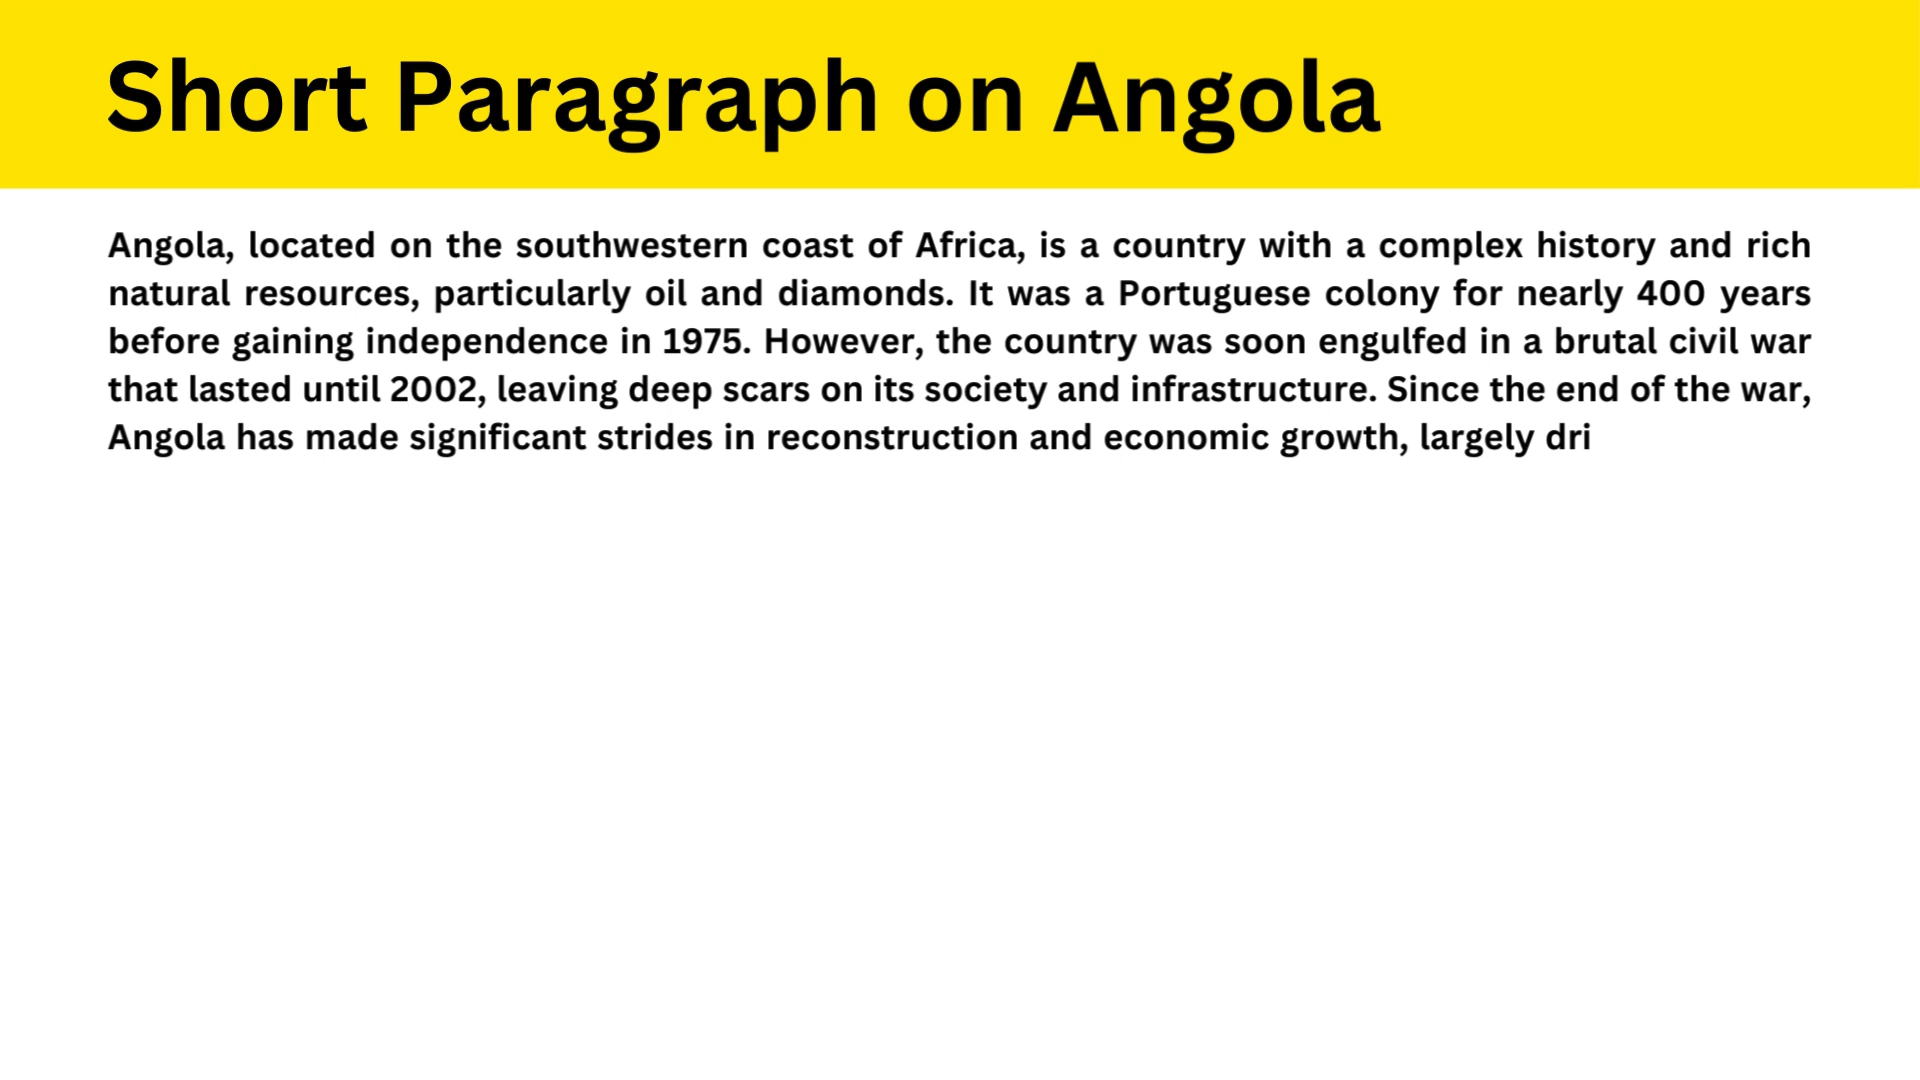 Short Paragraph on Angola
Angola, located on the southwestern coast of Africa, is a country with a complex history and rich
natural resources, particularly oil and diamonds. It was a Portuguese colony for nearly 400 years
before gaining independence in 1975. However, the country was soon engulfed in a brutal civil war
that lasted until 2002, leaving deep scars on its society and infrastructure. Since the end of the war,
Angola has made significant strides in reconstruction and economic growth, largely dri